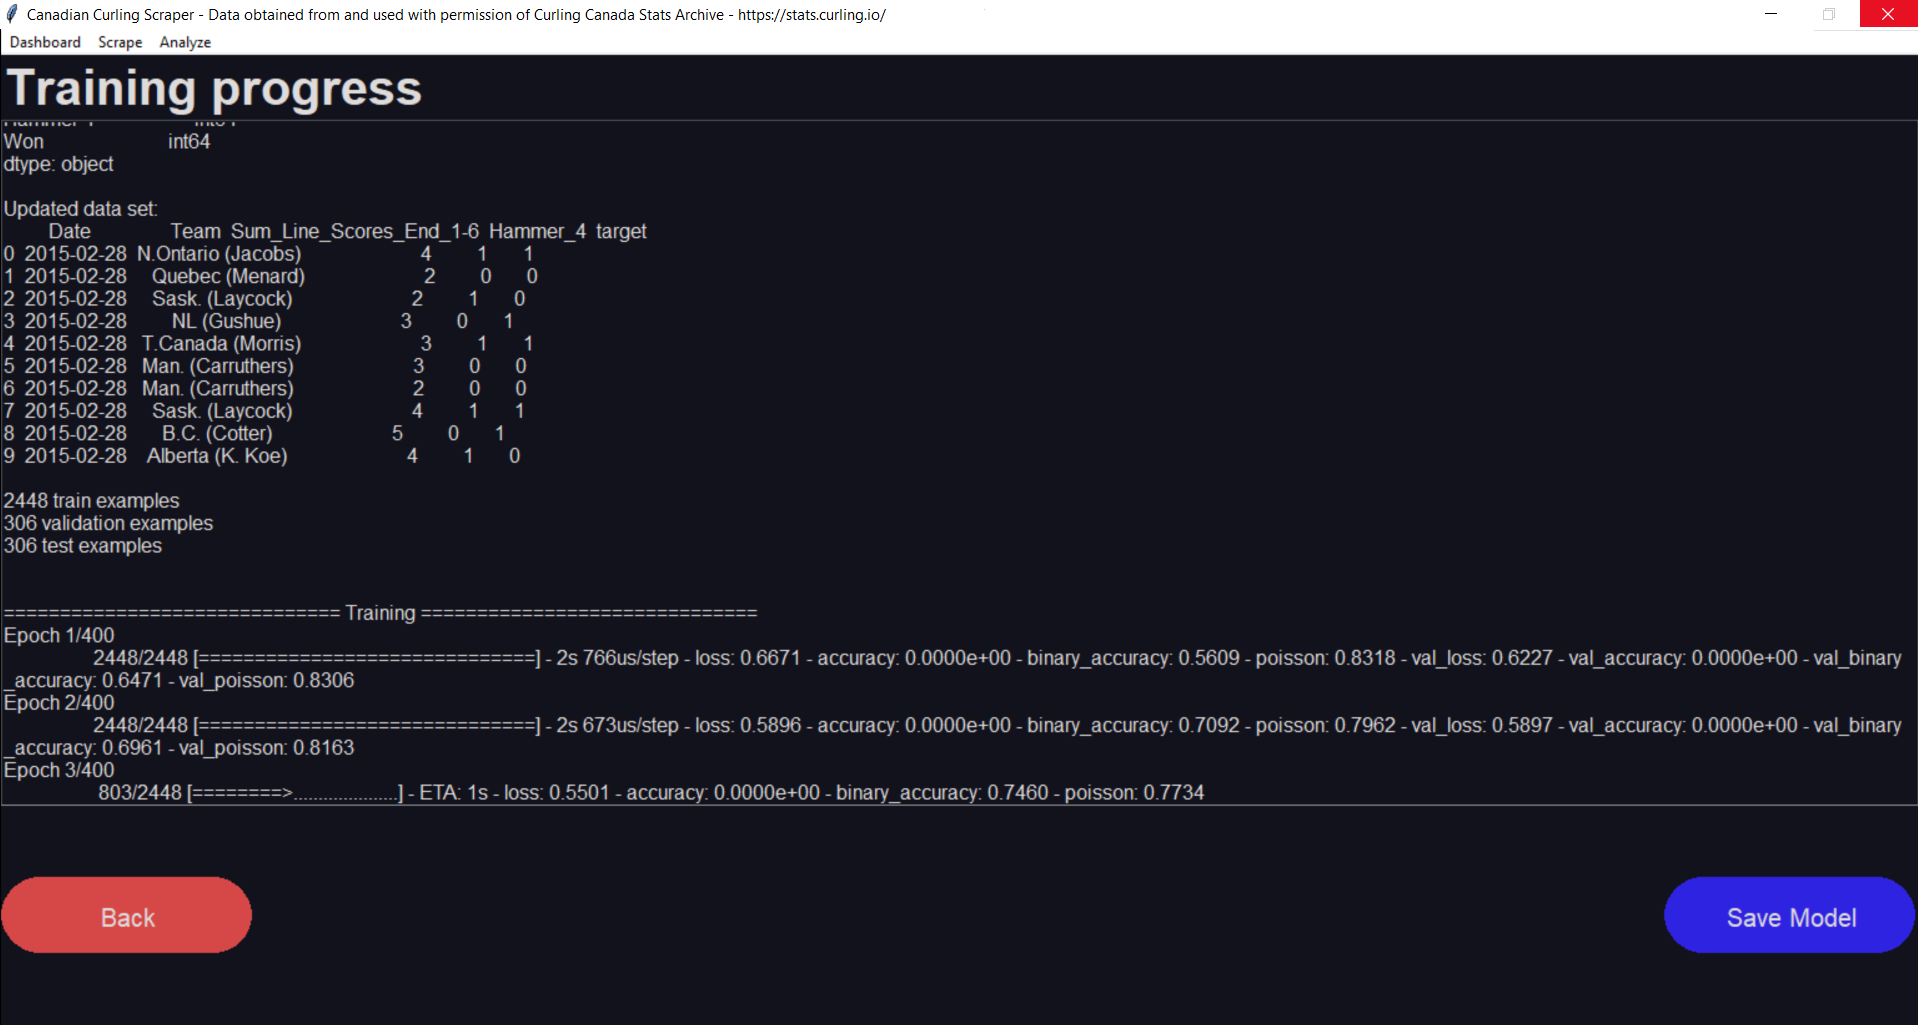 Canadian Curling Scraper - Data obtained from and used with permission of Curling Canada Stats Archive - https://stats.curling.io/
Dashboard Scrape Analyze
Training progress
Won int64
dtype: object
Updated data set:
Date Team Sum_Line_Scores_End_1-6 Hammer_4 target
0 2015-02-28 N.Ontario (Jacobs) 4 1 1
1 2015-02-28 Quebec (Menard) 2 0 0
2 2015-02-28 Sask. (Laycock) 2 1 0
3 2015-02-28 NL (Gushue) 3 0 1
4 2015-02-28 T.Canada (Morris) 3 1 1
5 2015-02-28 Man. (Carruthers) 3 0 0
6 2015-02-28 Man. (Carruthers) 2 0 0
7 2015-02-28 Sask. (Laycock) 4 1 1
8 2015-02-28 B.C. (Cotter) 5 0 1
9 2015-02-28 Alberta (K. Koe) 4 1 0
2448 train examples
306 validation examples
306 test examples
============================== Training ==============================
Epoch 1/400
2448/2448 [==============================] - 2s 766us/step - loss: 0.6671 - accuracy: 0.0000e+00 - binary_accuracy: 0.5609 - poisson: 0.8318 - val_loss: 0.6227 - val_accuracy: 0.0000e+00 - val_binary
_accuracy: 0.6471 - val_poisson: 0.8306
Epoch 2/400
2448/2448 [==============================] - 2s 673us/step - loss: 0.5896 - accuracy: 0.0000e+00 - binary_accuracy: 0.7092 - poisson: 0.7962 - val_loss: 0.5897 - val_accuracy: 0.0000e+00 - val_binary
_accuracy: 0.6961 - val_poisson: 0.8163
Epoch 3/400
803/2448 [========>.....................] - ETA: 1s - loss: 0.5501 - accuracy: 0.0000e+00 - binary_accuracy: 0.7460 - poisson: 0.7734
Back
Save Model